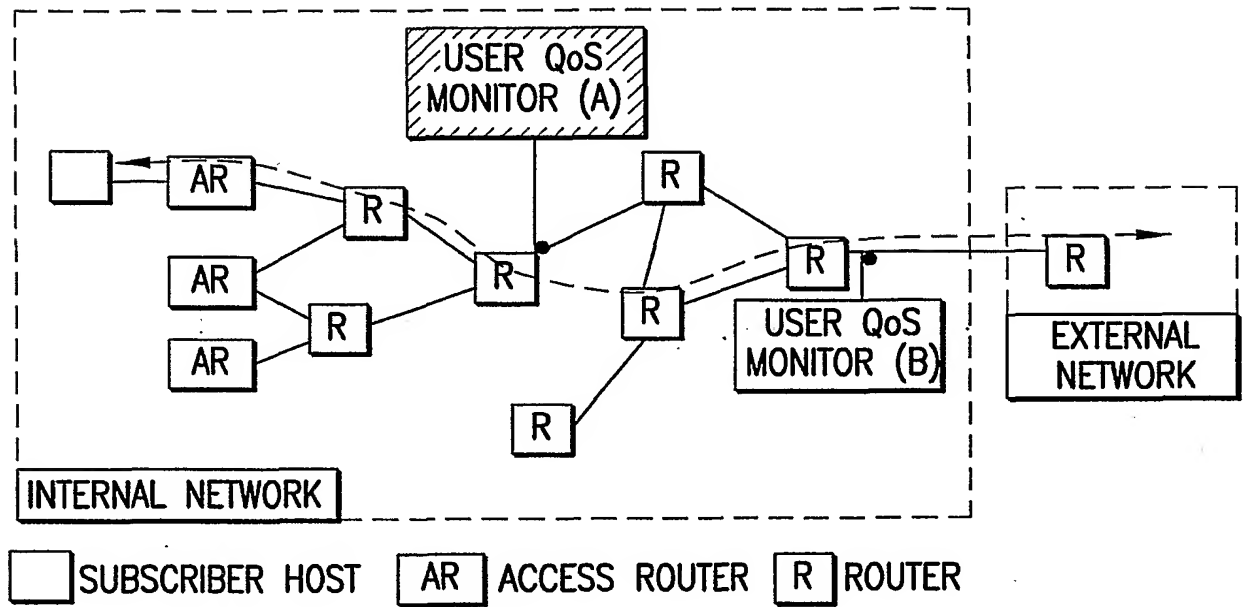 USER QoS
MONITOR (A)
AR
R
R
R
R
R
AR
R
R
AR
USER QoS
MONITOR (B)
EXTERNAL
NETWORK
R
INTERNAL NETWORK
SUBSCRIBER HOST
AR ACCESS ROUTER
R ROUTER